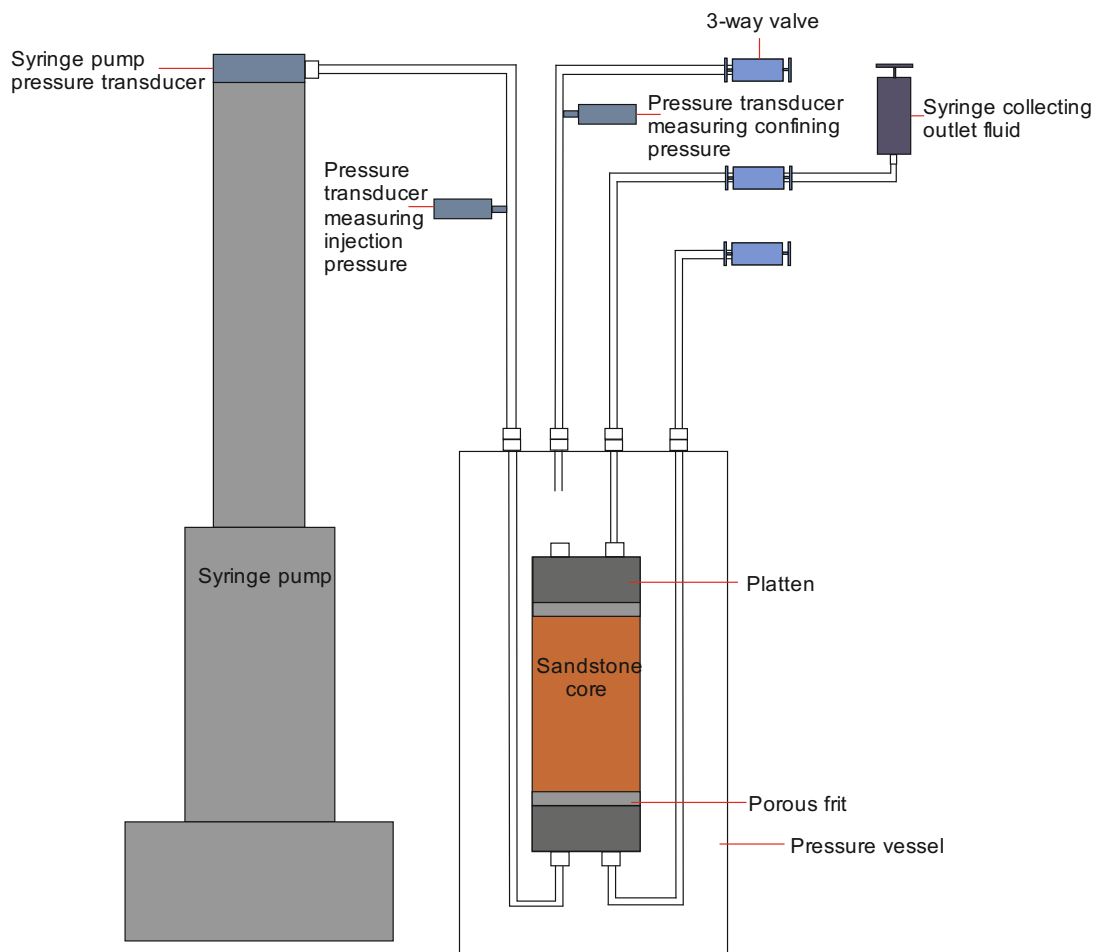 3-way valve
Syringe pump
pressure transducer
Pressure transducer
measuring confining
pressure
Syringe collecting
outlet fluid
Pressure
transducer
measuring
injection
pressure
Syringe pump
Platten
Sandstone
core
Porous frit
Pressure vessel